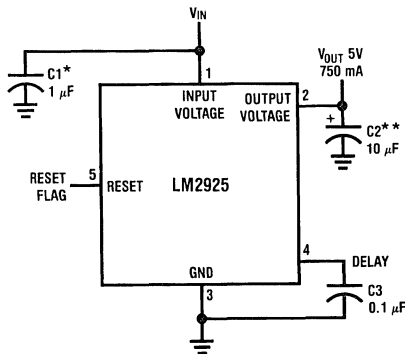 VIN
C1*
1 µF
1
INPUT
VOLTAGE
OUTPUT
VOLTAGE
2
VOUT 5V
750 mA
+
C2**
10 µF
RESET
FLAG
5
RESET
LM2925
4
DELAY
GND
3
C3
0.1 µF